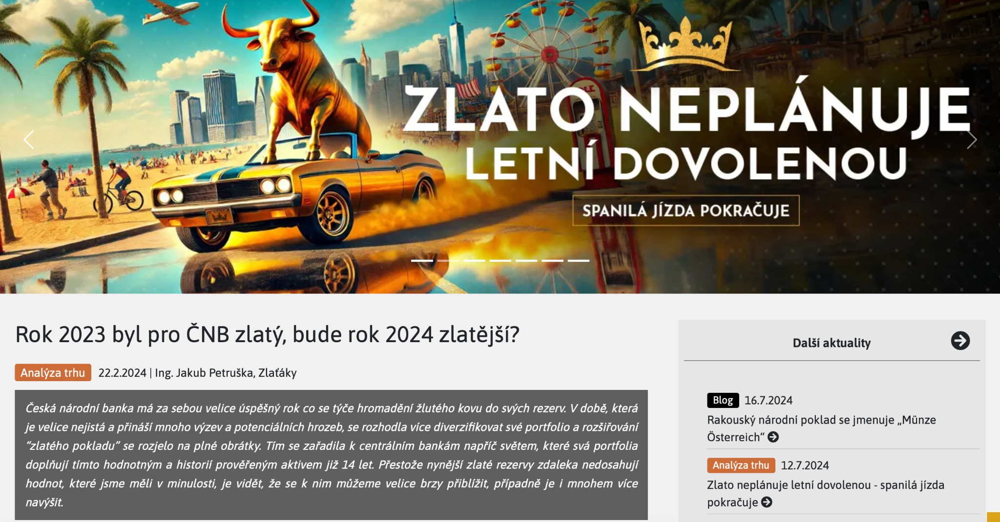 ZLATO NEPLÁNUJE
LETNÍ DOVOLENOU
SPANILÁ JÍZDA POKRAČUJE
Rok 2023 byl pro ČNB zlatý, bude rok 2024 zlatější?
Analýza trhu 22.2.2024 | Ing. Jakub Petruška, Zlaťáky
Česká národní banka má za sebou velice úspěšný rok co se týče hromadění žlutého kovu do svých rezerv. V době, která
je velice nejistá a přináší mnoho výzev a potenciálních hrozeb, se rozhodla více diverzifikovat své portfolio a rozšiřování
“zlatého pokladu” se rozjelo na plné obrátky. Tím se zařadila k centrálním bankám napříč světem, které svá portfolia
doplňují tímto hodnotným a historií prověřeným aktivem již 14 let. Přestože nynější zlaté rezervy zdaleka nedosahují
hodnot, které jsme měli v minulosti, je vidět, že se k nim můžeme velice brzy přiblížit, případně je i mnohem více
navýšit.
Další aktuality
Blog 16.7.2024
Rakouský národní poklad se jmenuje „Münze
Österreich“
Analýza trhu 12.7.2024
Zlato neplánuje letní dovolenou - spanilá jízda
pokračuje